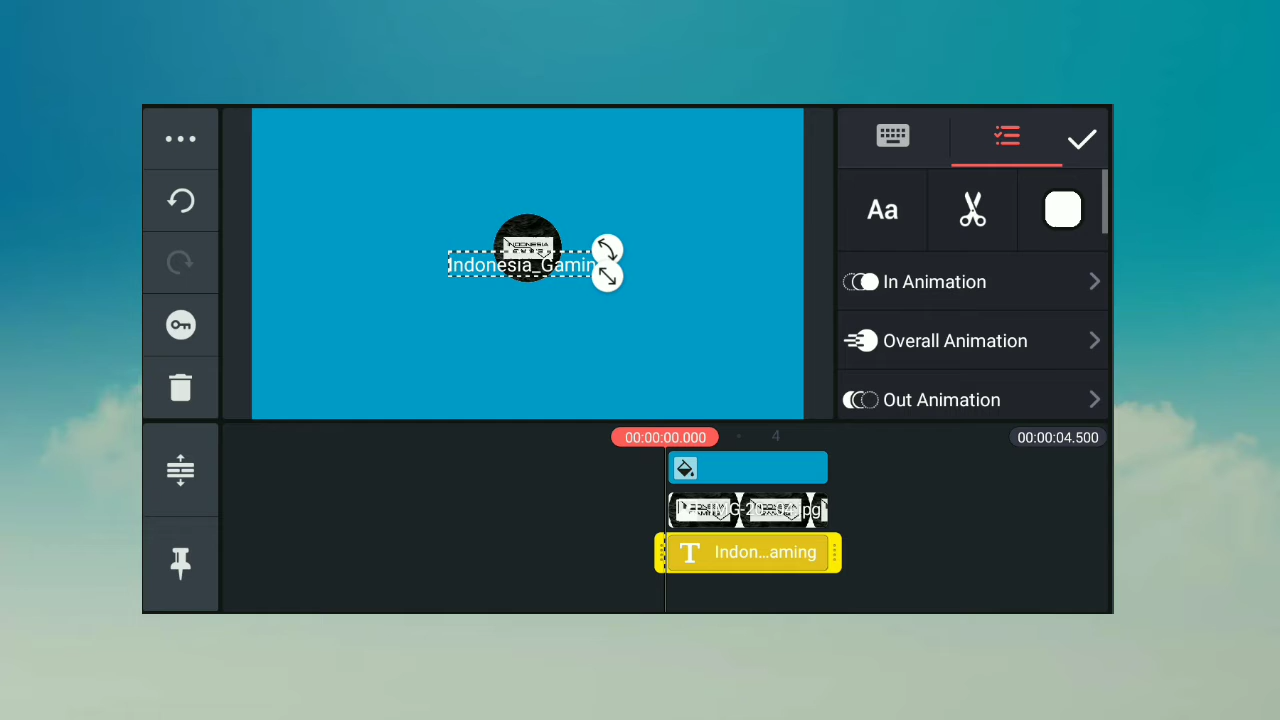 INDONESIA
Indonesia_Gamin
Aa
In Animation
Overall Animation
Out Animation
00:00:00.000
4
00:00:04.500
T Indon...aming